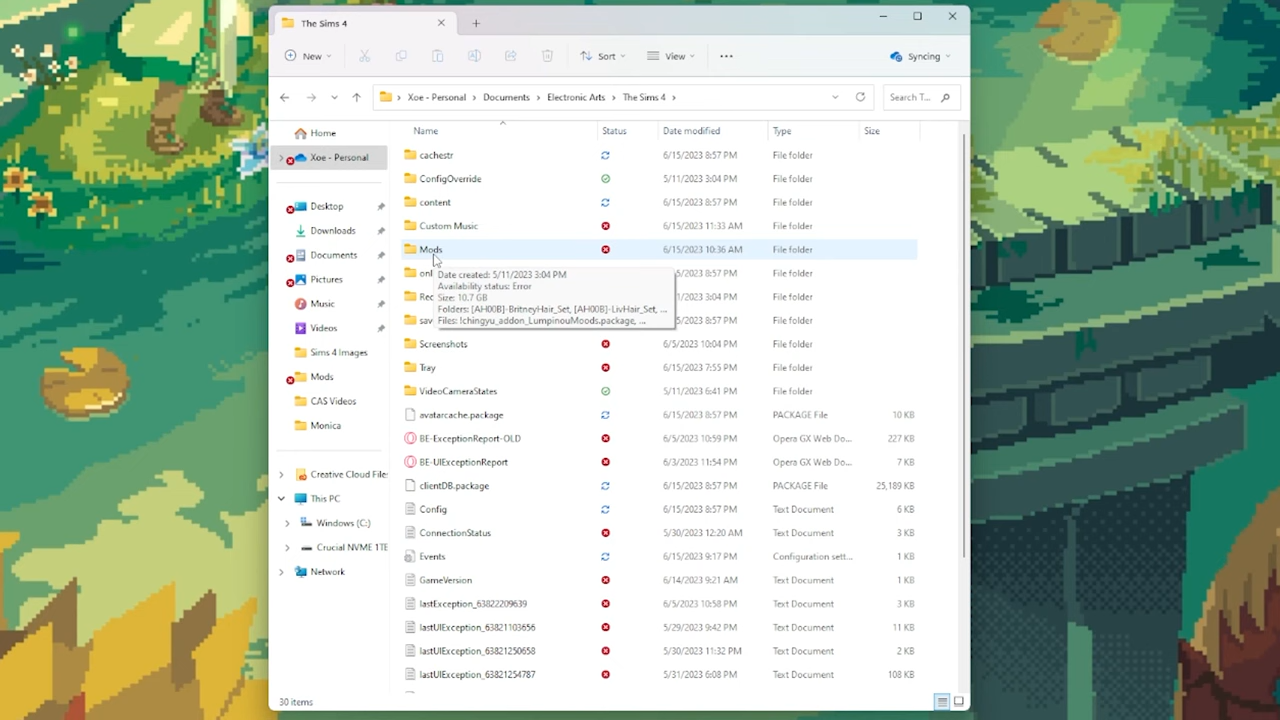 The Sims 4
New
Sort
View
Syncing
Xoe - Personal > Documents > Electronic Arts > The Sims 4 >
Search T...
Name Status Date modified Type Size
Home
Xoe - Personal
Desktop
Downloads
Documents
Pictures
Music
Videos
Sims 4 Images
Mods
CAS Videos
Monica
Creative Cloud Files
This PC
Windows (C:)
Crucial NVME 1TE
Network
cachestr 6/15/2023 8:57 PM File folder
ConfigOverride 5/11/2023 3:04 PM File folder
content 6/15/2023 8:57 PM File folder
Custom Music 6/15/2023 11:33 AM File folder
Mods 6/15/2023 10:36 AM File folder
onl 5/2023 8:57 PM File folder
Rec 1/2023 3:04 PM File folder
sav 5/2023 8:57 PM File folder
Date created: 5/11/2023 3:04 PM
Availability status: Error
Size: 10.7 GB
Folders: [AH00B]-BritneyHair_Set, [AH00B]-LivHair_Set, ...
Files: !chingyu_addon_LumpinouMoods.package, ...
Screenshots 6/5/2023 10:04 PM File folder
Tray 6/15/2023 7:55 PM File folder
VideoCameraStates 5/11/2023 6:41 PM File folder
avatarcache.package 6/15/2023 8:57 PM PACKAGE File 10 KB
BE-ExceptionReport-OLD 6/5/2023 10:59 PM Opera GX Web Do... 227 KB
BE-UIExceptionReport 6/3/2023 11:54 PM Opera GX Web Do... 7 KB
clientDB.package 6/15/2023 8:57 PM PACKAGE File 25,189 KB
Config 6/15/2023 8:57 PM Text Document 6 KB
ConnectionStatus 5/30/2023 12:20 AM Text Document 3 KB
Events 6/15/2023 9:17 PM Configuration sett... 1 KB
GameVersion 6/14/2023 9:21 AM Text Document 1 KB
lastException_63822209639 6/5/2023 10:58 PM Text Document 3 KB
lastUIException_63821103656 5/29/2023 9:42 PM Text Document 11 KB
lastUIException_63821250658 5/30/2023 11:32 PM Text Document 2 KB
lastUIException_63821254787 5/31/2023 6:08 PM Text Document 108 KB
30 items